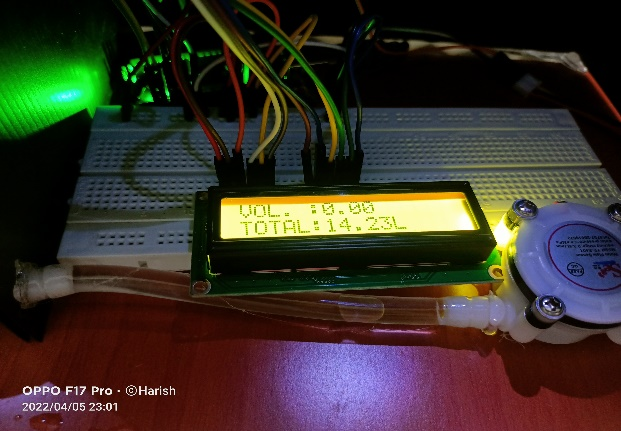 VOL. :0.00
TOTAL:14.23L
OPPO F17 Pro · ©Harish
2022/04/05 23:01